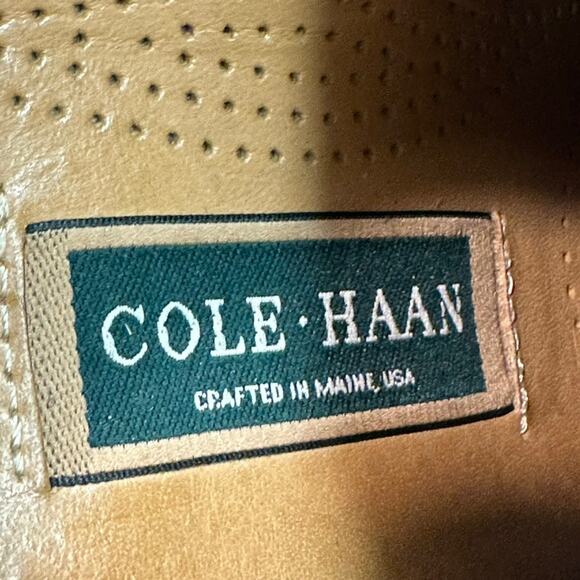 COLE · HAAN
CRAFTED IN MAINE, USA